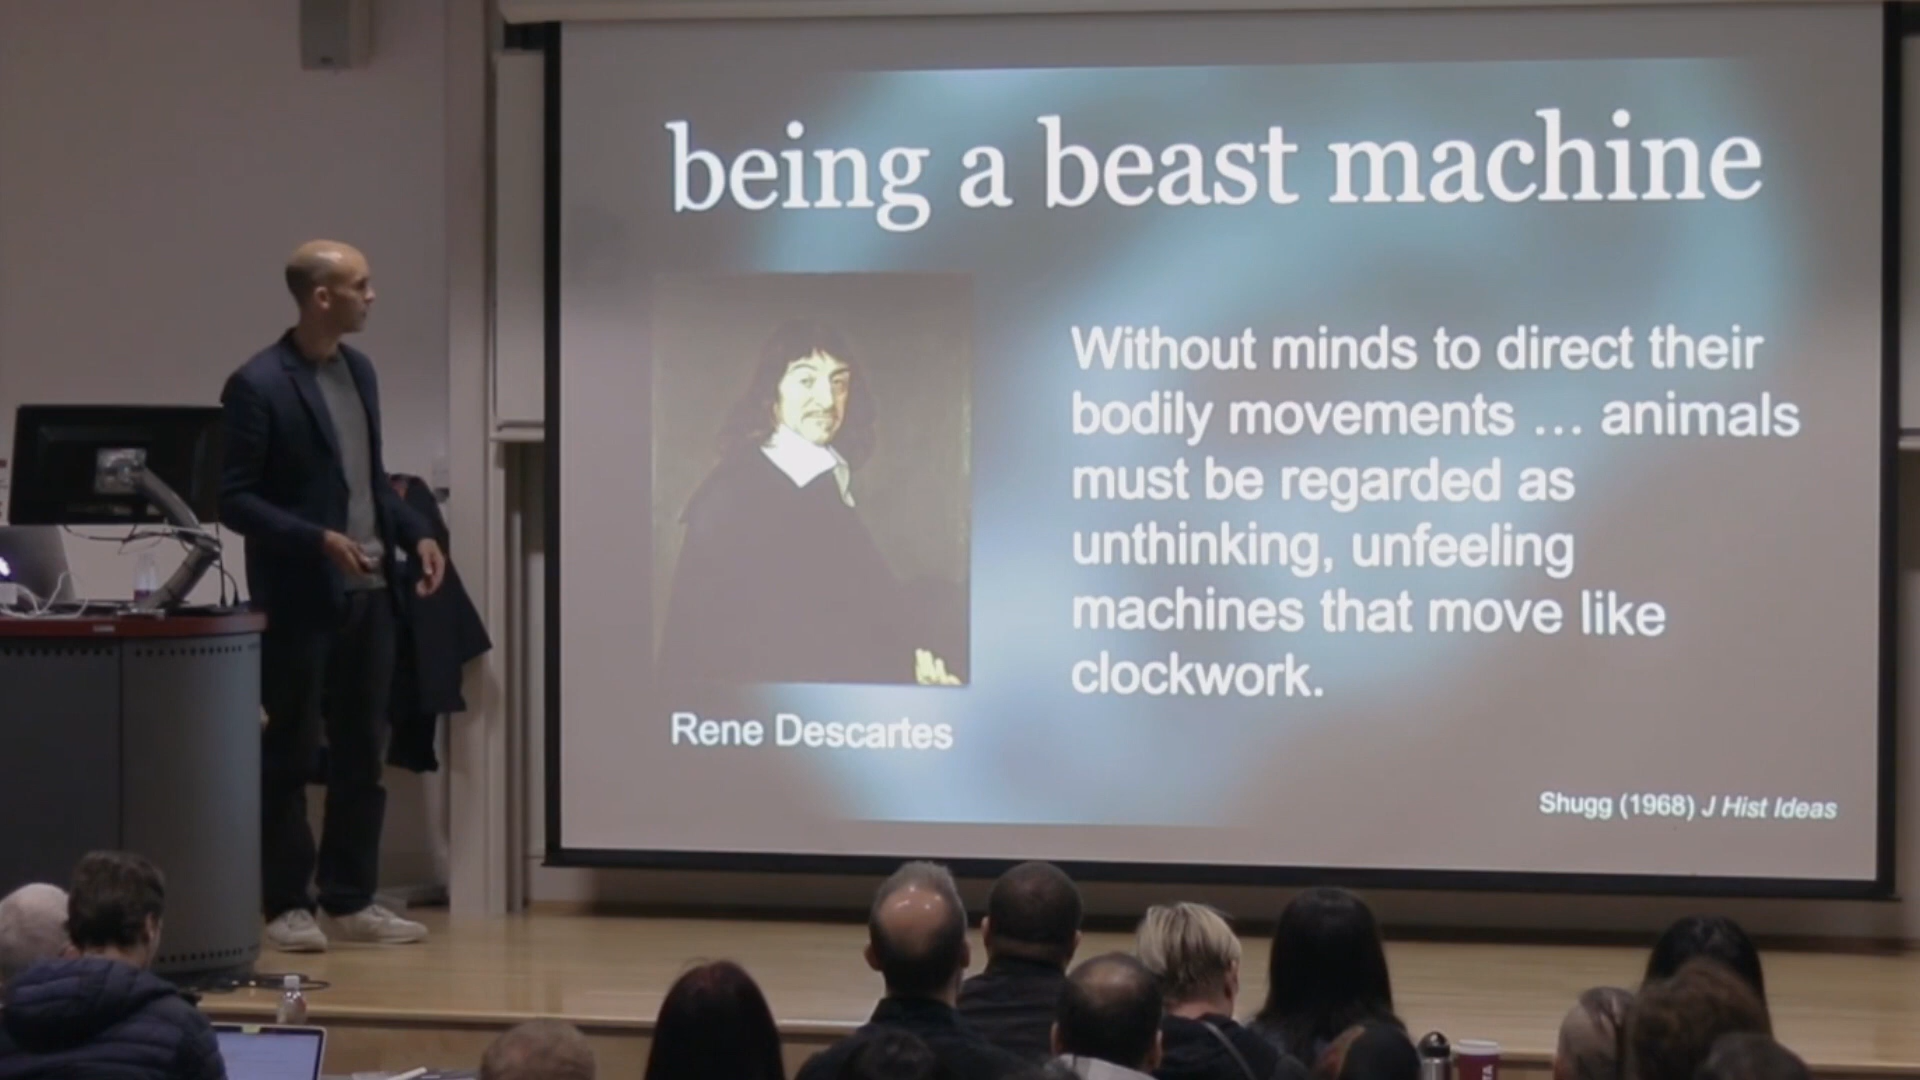 being a beast machine
Without minds to direct their
bodily movements ... animals
must be regarded as
unthinking, unfeeling
machines that move like
clockwork.
Rene Descartes
Shugg (1968) J Hist Ideas